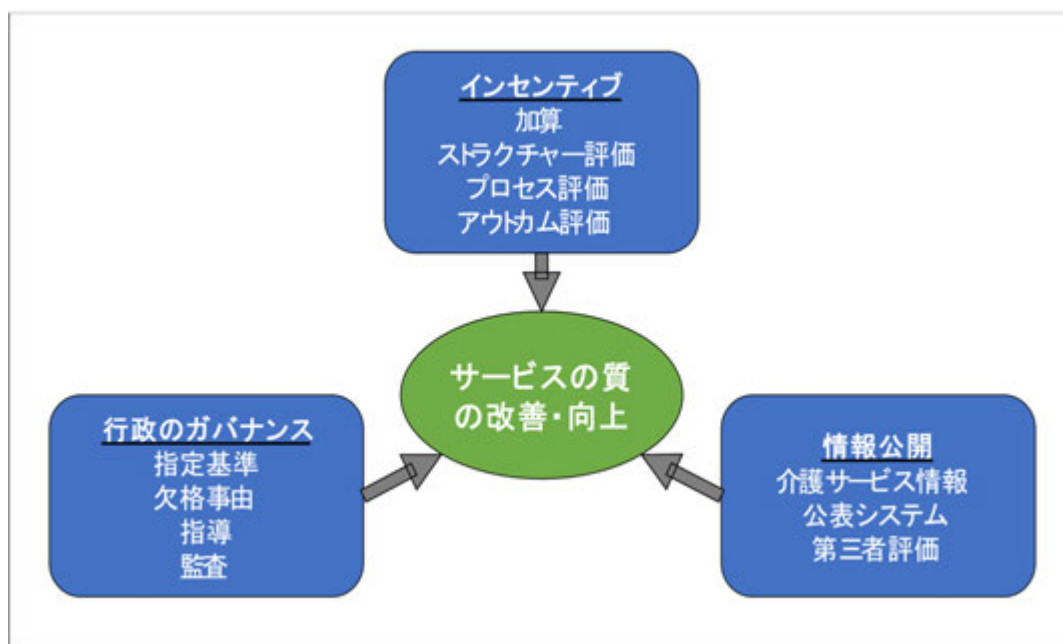 インセンティブ
加算
ストラクチャー評価
プロセス評価
アウトカム評価
サービスの質
の改善・向上
行政のガバナンス
指定基準
欠格事由
指導
監査
情報公開
介護サービス情報
公表システム
第三者評価